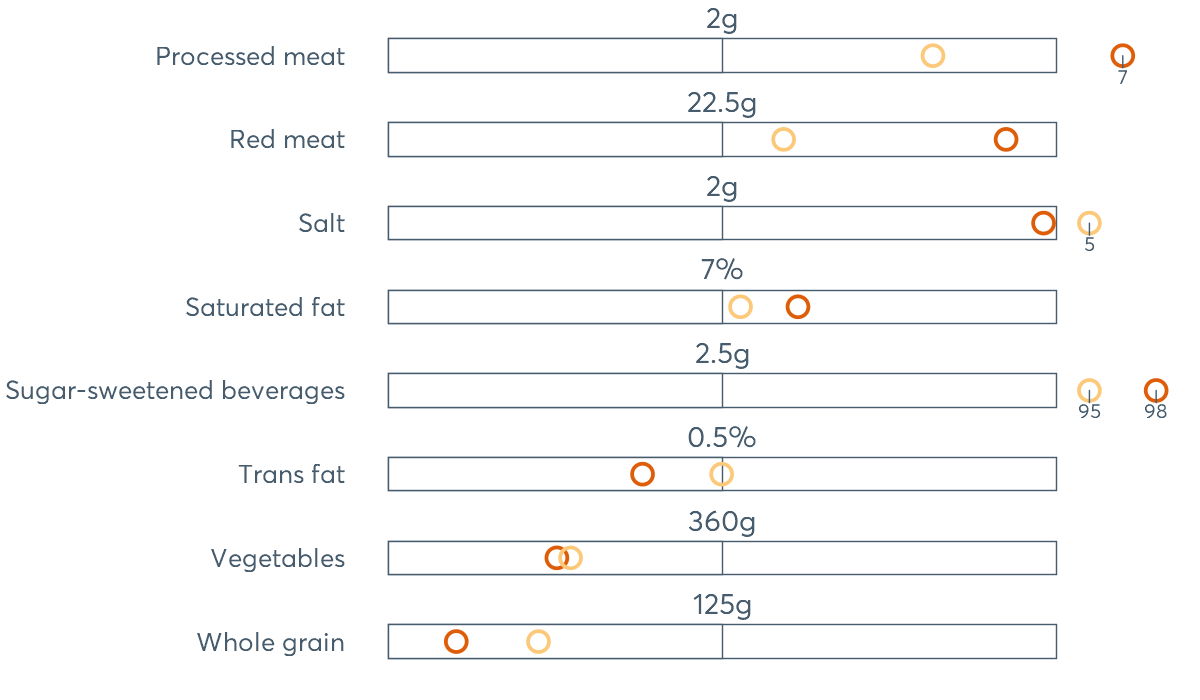 2g
Processed meat
7
22.5g
Red meat
2g
Salt
5
7%
Saturated fat
2.5g
Sugar-sweetened beverages
95 98
0.5%
Trans fat
360g
Vegetables
125g
Whole grain